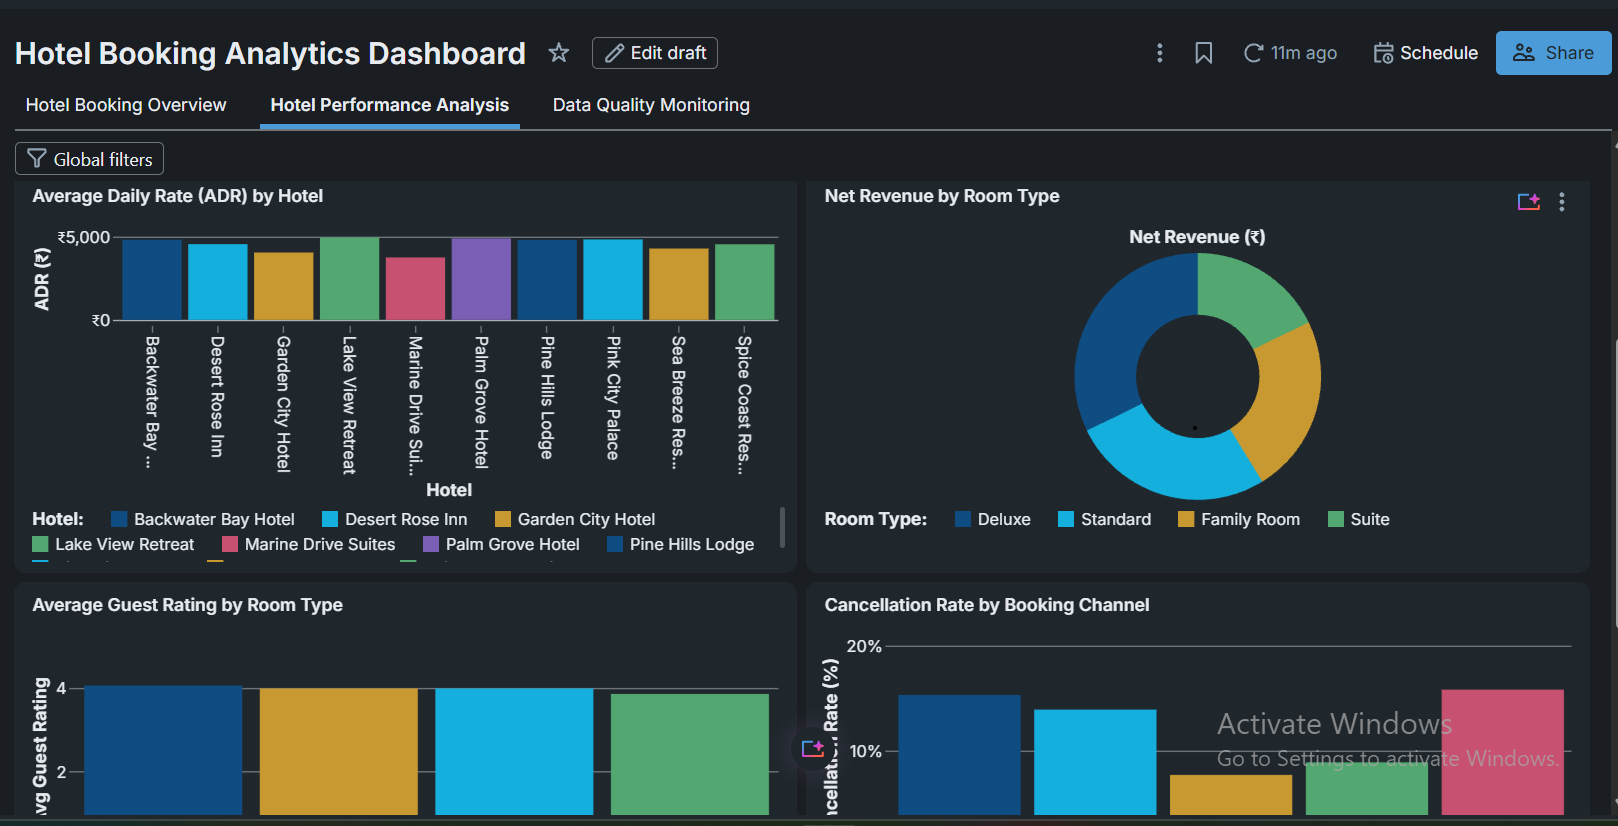 Hotel Booking Analytics Dashboard
Edit draft
11m ago
Schedule
Share
Hotel Booking Overview
Hotel Performance Analysis
Data Quality Monitoring
Global filters
Average Daily Rate (ADR) by Hotel
ADR (₹)
₹5,000
₹0
Backwater Bay ...
Desert Rose Inn
Garden City Hotel
Lake View Retreat
Marine Drive Sui...
Palm Grove Hotel
Pine Hills Lodge
Pink City Palace
Sea Breeze Res...
Spice Coast Res...
Hotel
Hotel: Backwater Bay Hotel Desert Rose Inn Garden City Hotel
Lake View Retreat Marine Drive Suites Palm Grove Hotel Pine Hills Lodge
Net Revenue by Room Type
Net Revenue (₹)
Room Type: Deluxe Standard Family Room Suite
Average Guest Rating by Room Type
Guest Rating
4
2
Cancellation Rate by Booking Channel
Rate (%)
20%
10%
Activate Windows
Go to Settings to activate Windows.